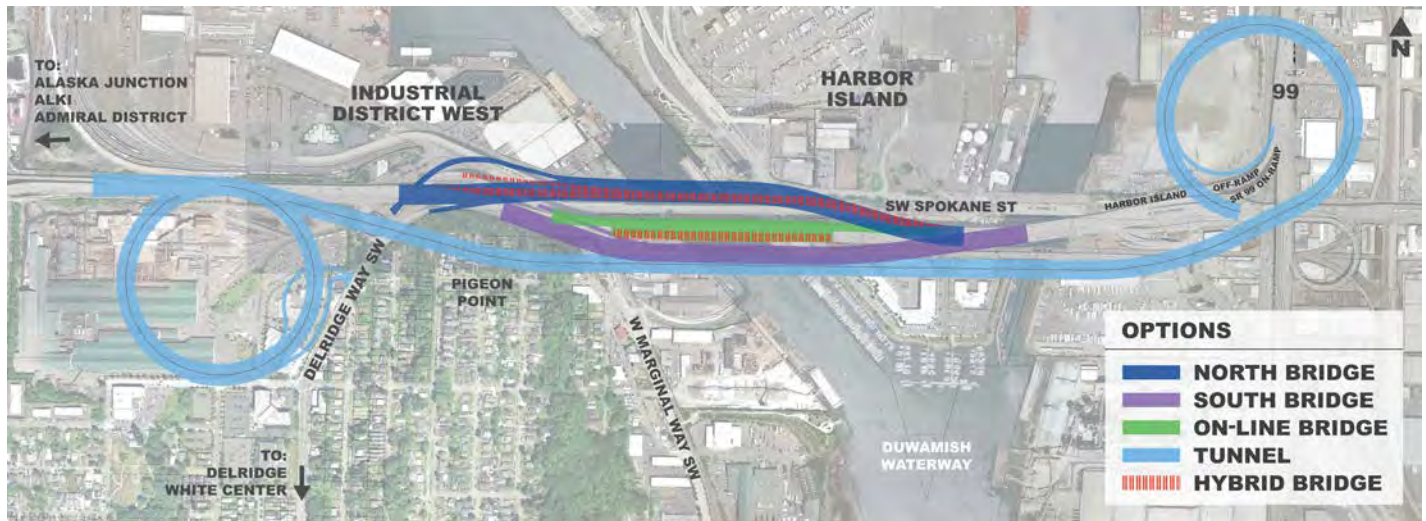 TO:
ALASKA JUNCTION
ALKI
ADMIRAL DISTRICT
INDUSTRIAL
DISTRICT WEST
HARBOR
ISLAND
N
99
HARBOR ISLAND
OFF-RAMP
SR 99 ON-RAMP
SW SPOKANE ST
PIGEON
POINT
DELRIDGE WAY SW
W MARGINAL WAY SW
TO:
DELRIDGE
WHITE CENTER
DUWAMISH
WATERWAY
OPTIONS
NORTH BRIDGE
SOUTH BRIDGE
ON-LINE BRIDGE
TUNNEL
HYBRID BRIDGE